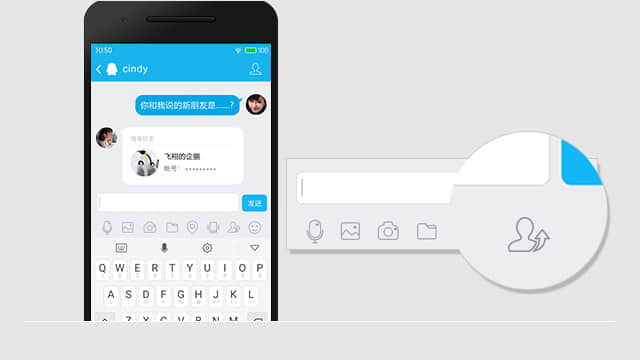 10:50
100
cindy
你和我说的新朋友是......?
推荐好友
飞翔的企鹅
账号： *********
发送
Q W E R T Y U I O P
A S D F G H J K L
Z X C V B N M